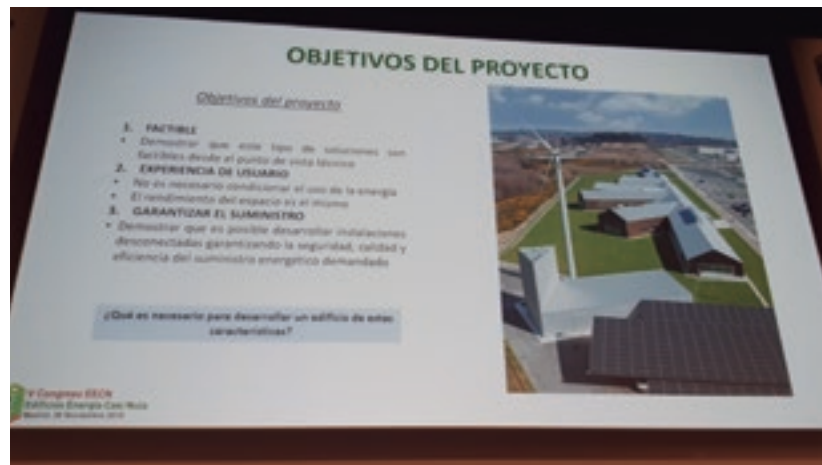 OBJETIVOS DEL PROYECTO
Objetivos del proyecto
1. FACTIBLE
• Demostrar que este tipo de soluciones son
factibles desde el punto de vista técnico
2. EXPERIENCIA DE USUARIO
• No es necesario condicionar el uso de la energía
• El rendimiento del espacio es el mismo
3. GARANTIZAR EL SUMINISTRO
• Demostrar que es posible desarrollar instalaciones
desconectadas garantizando la seguridad, calidad y
eficiencia del suministro energético demandado
¿Qué es necesario para desarrollar un edificio de estas
características?
V Congreso EECN
Edificios Energía Casi Nula